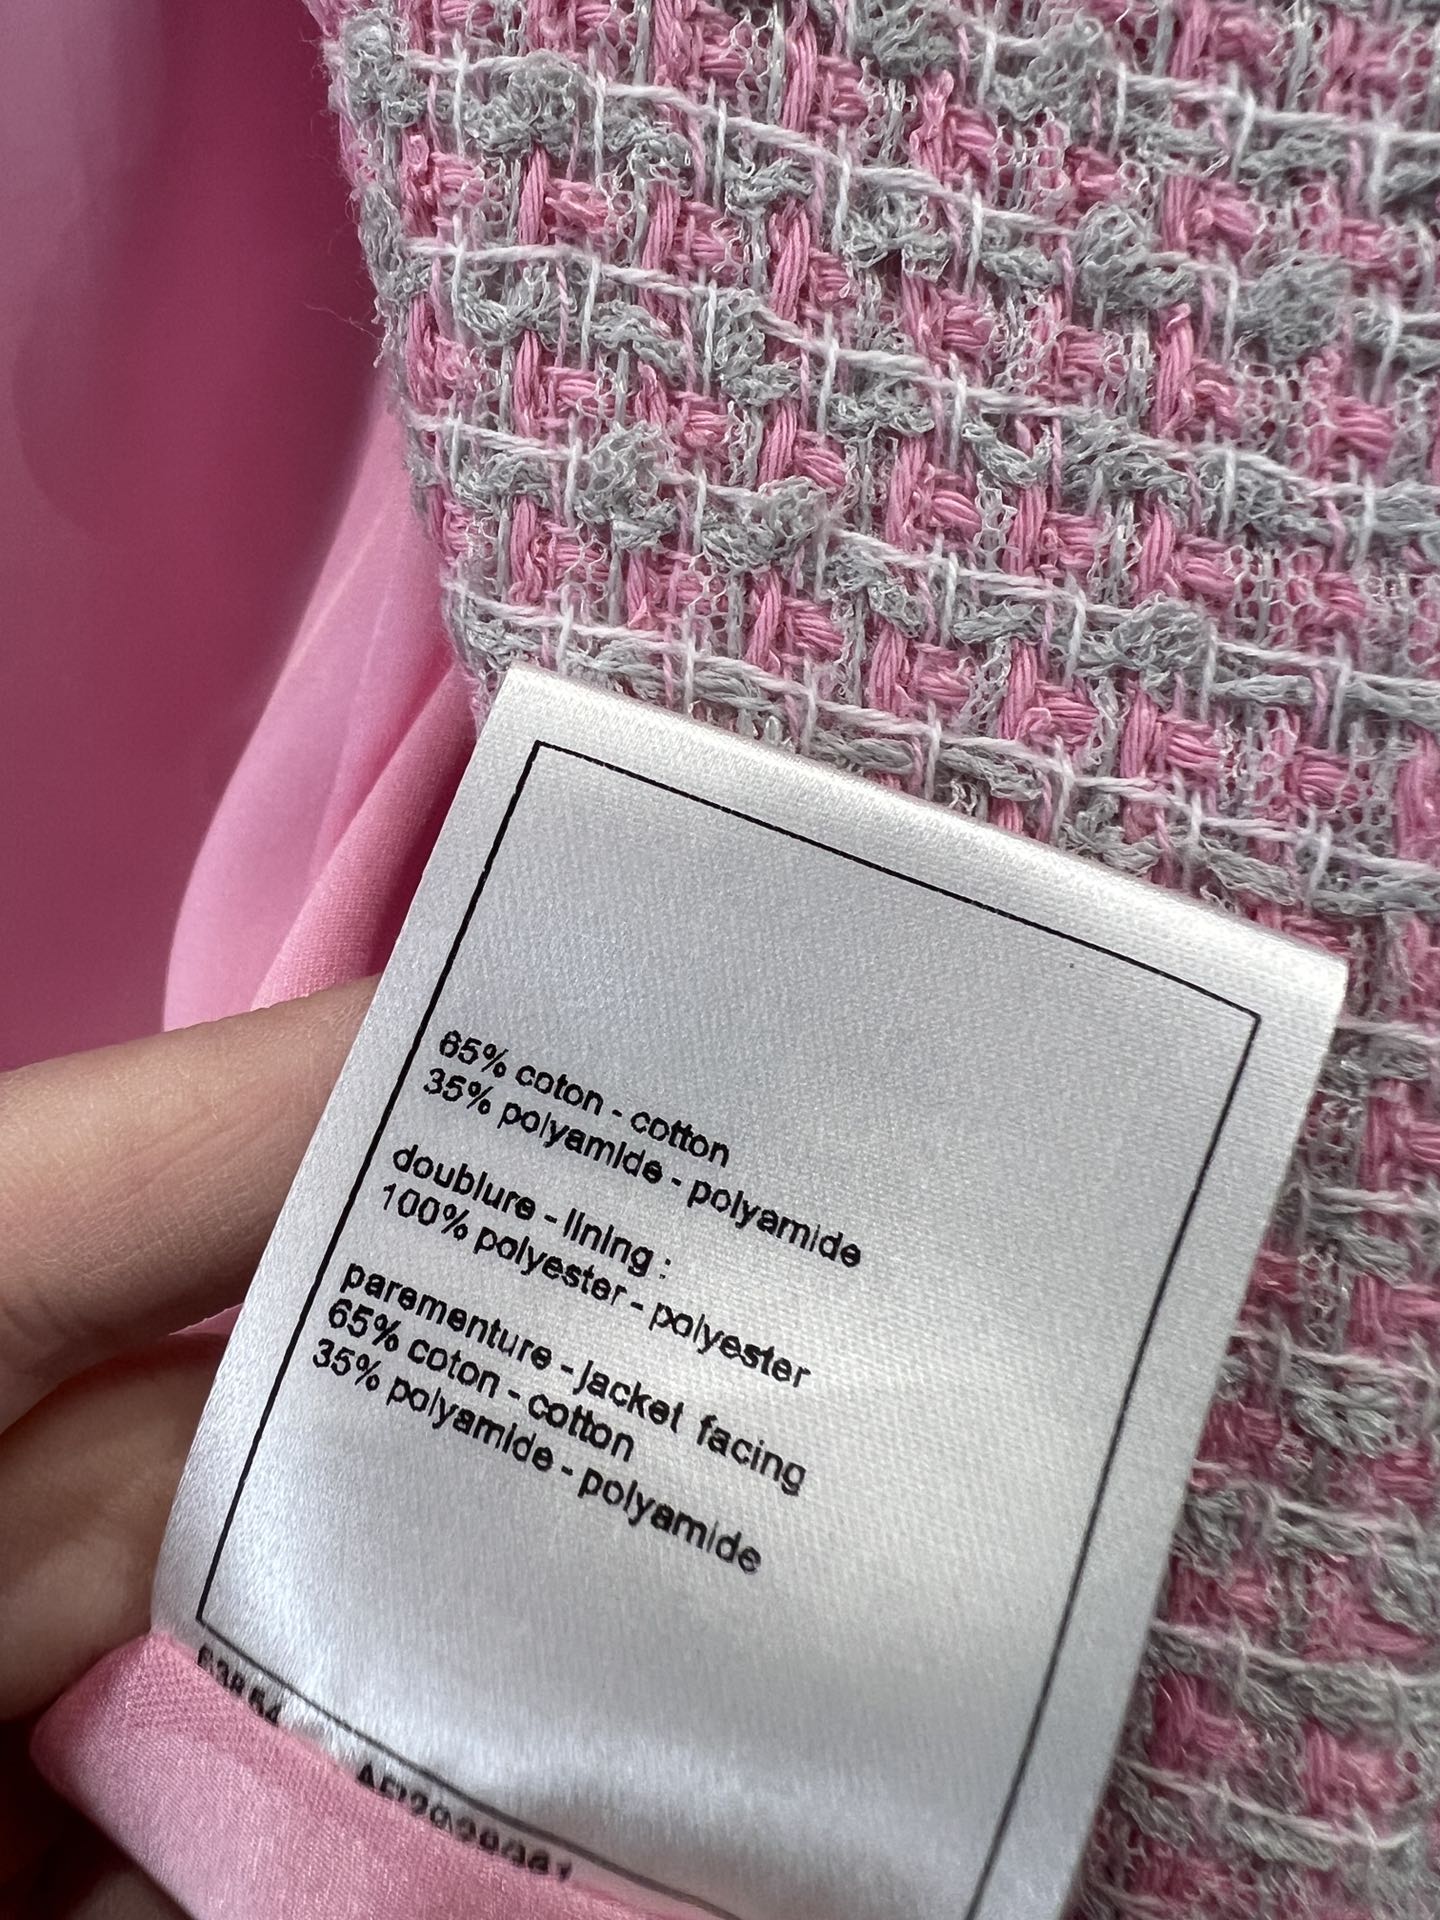 65% coton - cotton
35% polyamide - polyamide
doublure - lining :
100% polyester - polyester
parementure - jacket facing
65% coton - cotton
35% polyamide - polyamide